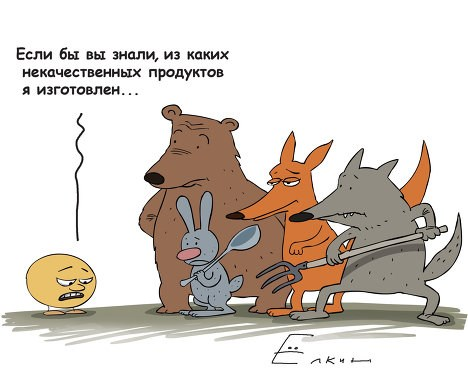 Если бы вы знали, из каких
некачественных продуктов
я изготовлен...
Ёлкин